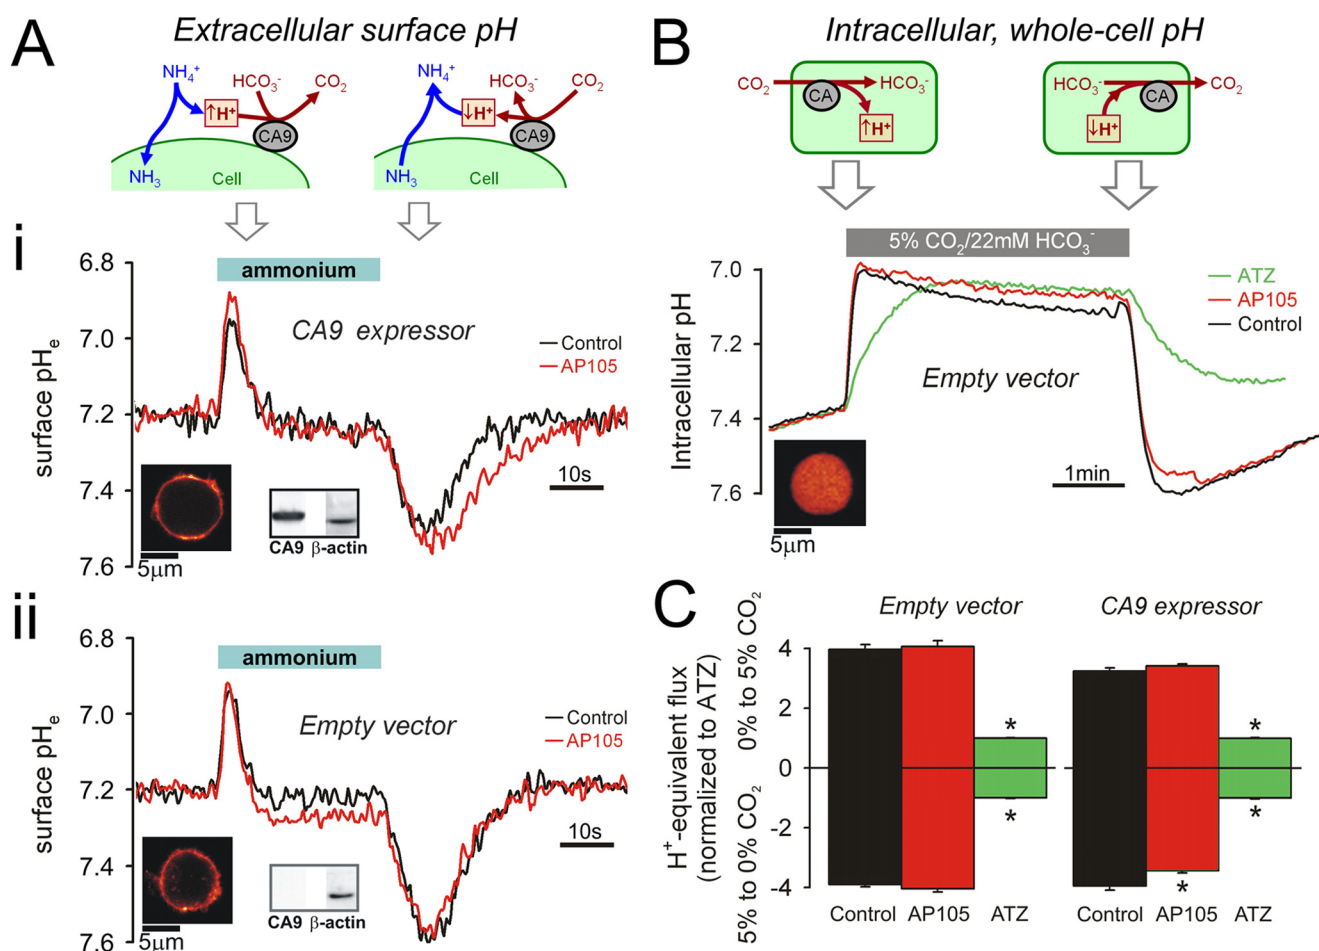 A
Extracellular surface pH
NH₄⁺
HCO₃⁻
CO₂
↑H⁺
CA9
NH₃
Cell
NH₄⁺
HCO₃⁻
CO₂
↓H⁺
CA9
NH₃
Cell
i
ammonium
CA9 expressor
Control
AP105
surface pHₑ
6.8
7.0
7.2
7.4
7.6
10s
5µm
CA9 β-actin
ii
ammonium
Empty vector
Control
AP105
surface pHₑ
6.8
7.0
7.2
7.4
7.6
10s
5µm
CA9 β-actin
B
Intracellular, whole-cell pH
CO₂
HCO₃⁻
CA
↑H⁺
HCO₃⁻
CO₂
CA
↓H⁺
5% CO₂/22mM HCO₃⁻
ATZ
AP105
Control
Empty vector
Intracellular pH
7.0
7.2
7.4
7.6
1min
5µm
C
Empty vector
CA9 expressor
H⁺-equivalent flux
(normalized to ATZ)
5% to 0% CO₂
0% to 5% CO₂
4
2
0
-2
-4
*
*
*
*
*
Control
AP105
ATZ
Control
AP105
ATZ